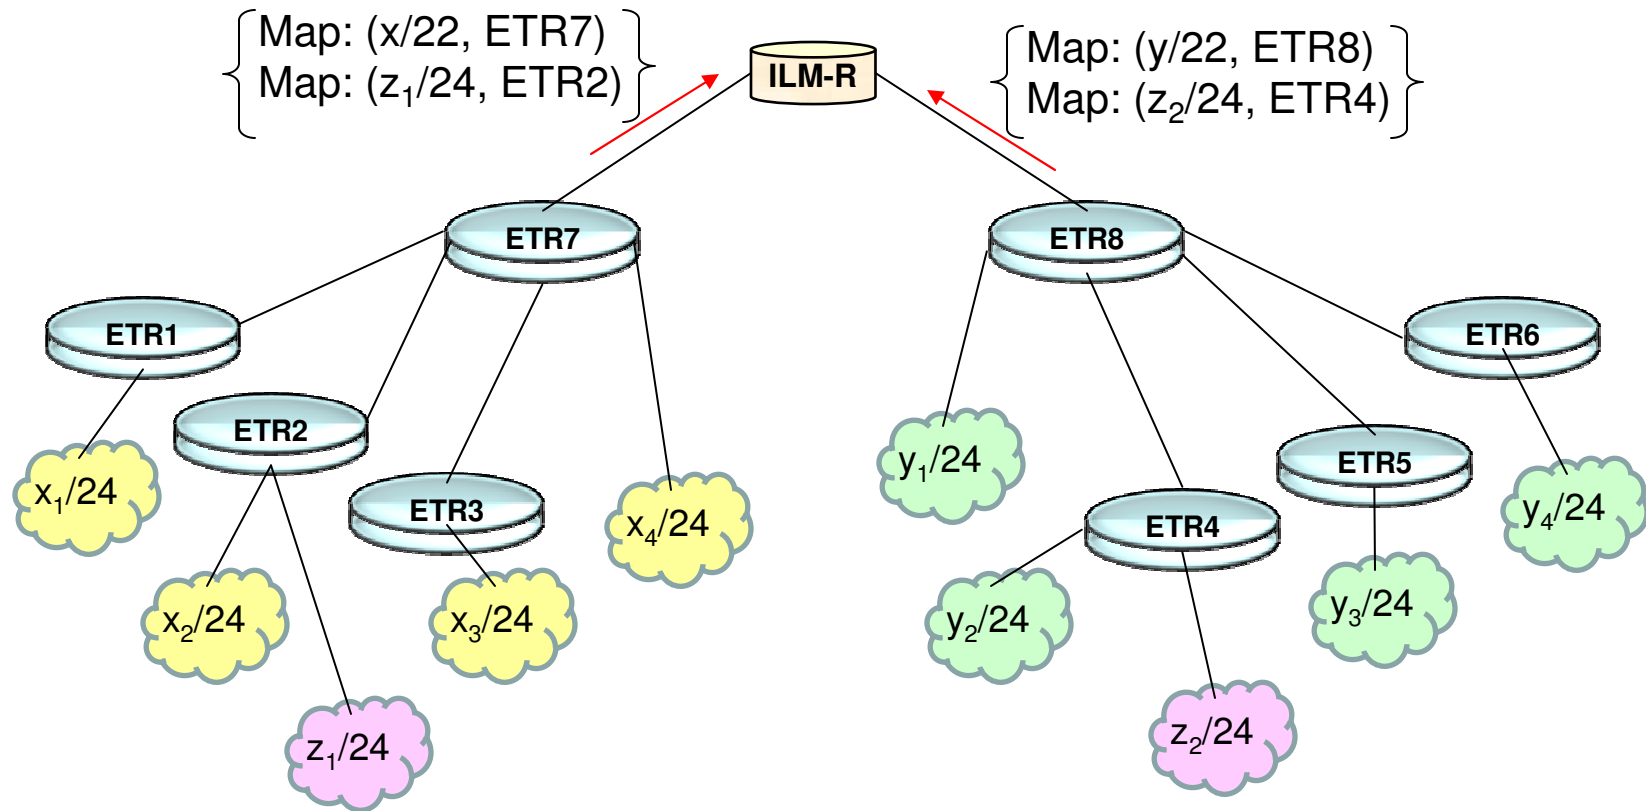 Map: (x/22, ETR7)
Map: (z₁/24, ETR2)
ILM-R
Map: (y/22, ETR8)
Map: (z₂/24, ETR4)
ETR7
ETR8
ETR1
ETR6
ETR2
ETR5
ETR3
ETR4
x₁/24
x₄/24
y₁/24
y₄/24
x₂/24
x₃/24
y₂/24
y₃/24
z₁/24
z₂/24